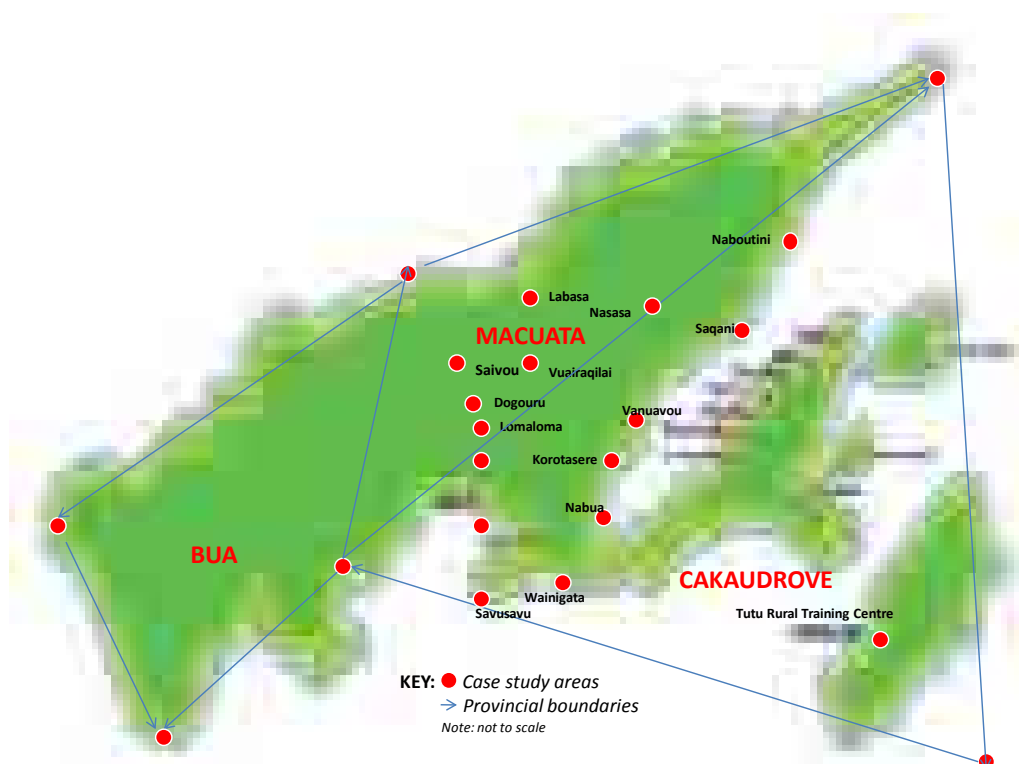 Naboutini
Labasa
Nasasa
Saqani
MACUATA
Saivou
Vuairaqilai
Dogouru
Vanuavou
Lomaloma
Korotasere
Nabua
BUA
CAKAUDROVE
Wainigata
Savusavu
Tutu Rural Training Centre
KEY: Case study areas
Provincial boundaries
Note: not to scale